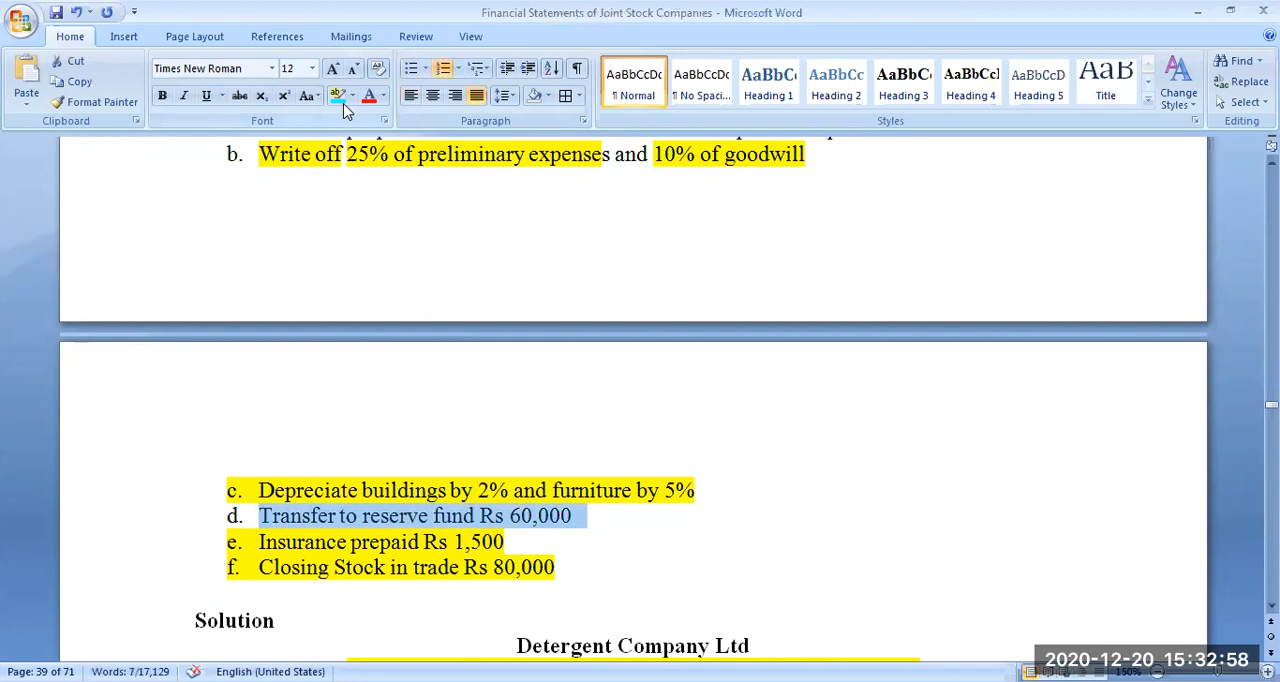 Financial Statements of Joint Stock Companies - Microsoft Word
Home Insert Page Layout References Mailings Review View
Paste Cut Copy Format Painter Clipboard
Times New Roman 12 Font
Paragraph
AaBbCcDc ¶ Normal
AaBbCcDc ¶ No Spaci...
AaBbC Heading 1
AaBbCc Heading 2
AaBbC Heading 3
AaBbCcI Heading 4
AaBbCcD Heading 5
AaB Title
Change Styles
Styles
Find Replace Select Editing
b. Write off 25% of preliminary expenses and 10% of goodwill
c. Depreciate buildings by 2% and furniture by 5%
d. Transfer to reserve fund Rs 60,000
e. Insurance prepaid Rs 1,500
f. Closing Stock in trade Rs 80,000
Solution
Detergent Company Ltd
Page: 39 of 71 Words: 7/17,129 English (United States) 150%
2020-12-20 15:32:58